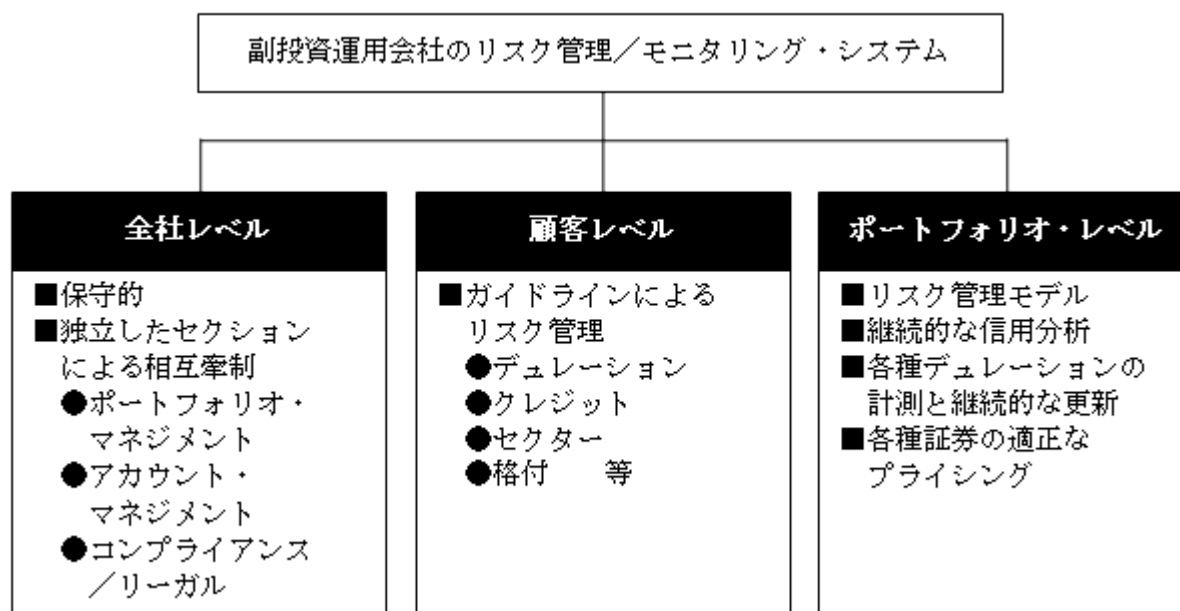 副投資運用会社のリスク管理／モニタリング・システム
全社レベル
■保守的
■独立したセクション
による相互牽制
●ポートフォリオ・
マネジメント
●アカウント・
マネジメント
●コンプライアンス
／リーガル
顧客レベル
■ガイドラインによる
リスク管理
●デュレーション
●クレジット
●セクター
●格付　　等
ポートフォリオ・レベル
■リスク管理モデル
■継続的な信用分析
■各種デュレーションの
計測と継続的な更新
■各種証券の適正な
プライシング